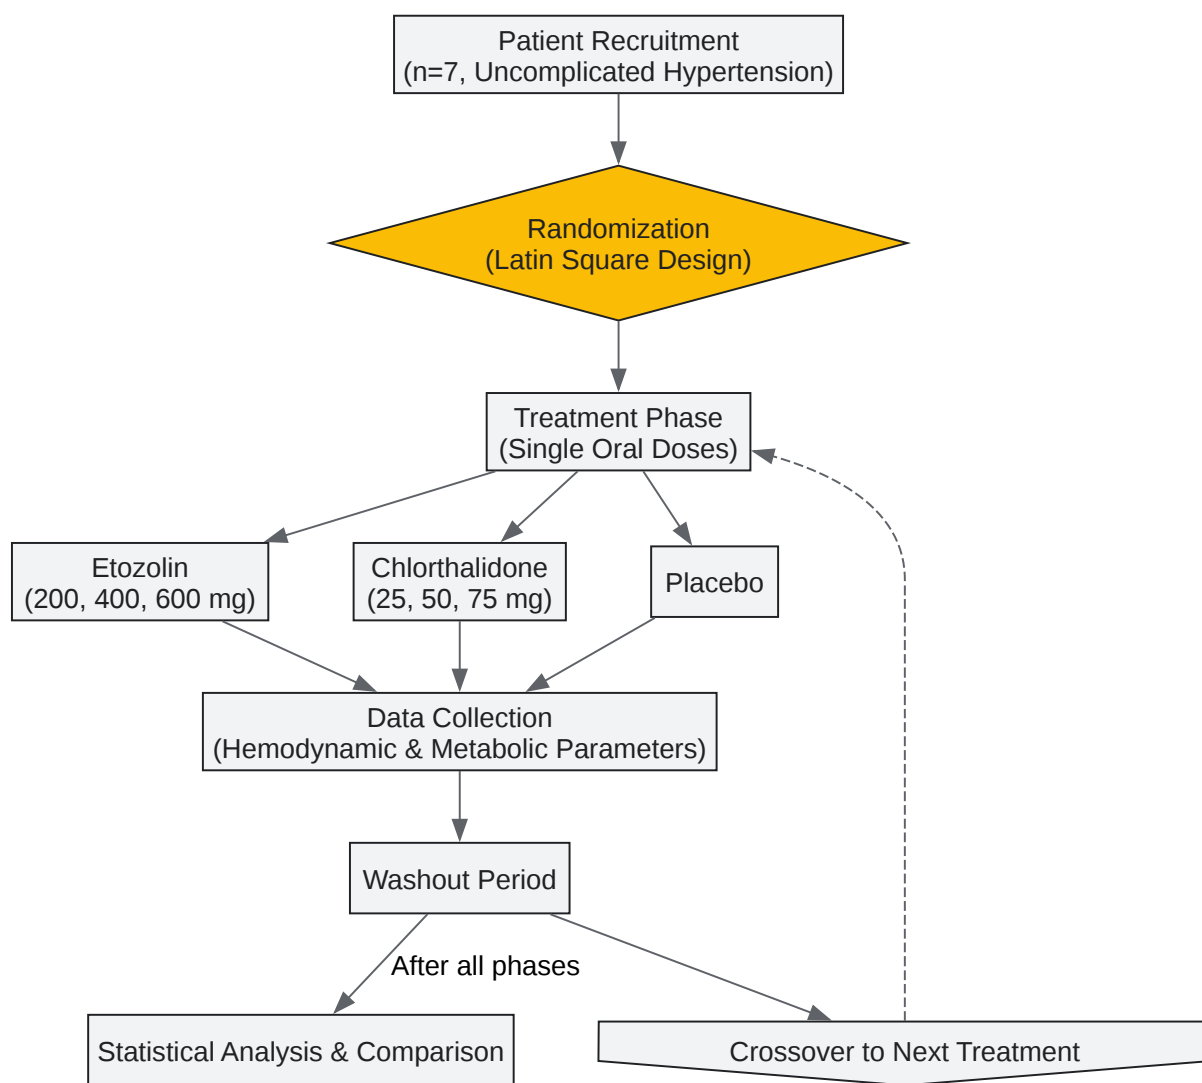 Patient Recruitment
(n=7, Uncomplicated Hypertension)
Randomization
(Latin Square Design)
Treatment Phase
(Single Oral Doses)
Etozolin
(200, 400, 600 mg)
Chlorthalidone
(25, 50, 75 mg)
Placebo
Data Collection
(Hemodynamic & Metabolic Parameters)
Washout Period
After all phases
Statistical Analysis & Comparison
Crossover to Next Treatment